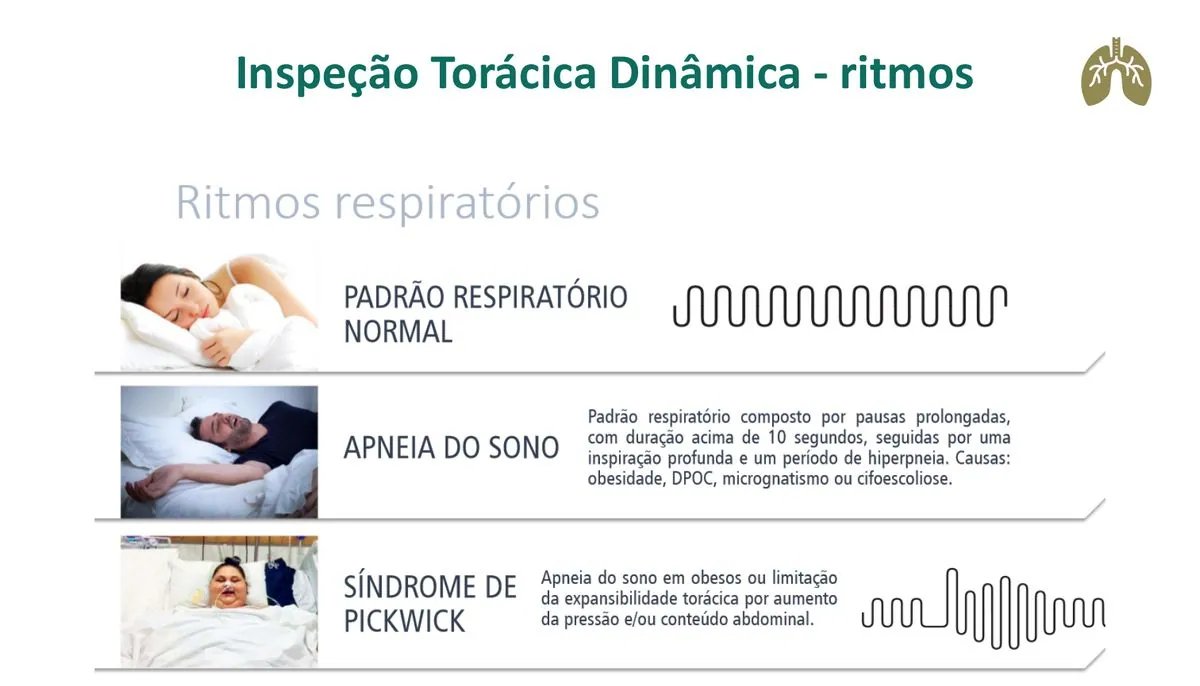 Inspeção Torácica Dinâmica - ritmos
Ritmos respiratórios
PADRÃO RESPIRATÓRIO
NORMAL
APNEIA DO SONO
Padrão respiratório composto por pausas prolongadas,
com duração acima de 10 segundos, seguidas por uma
inspiração profunda e um período de hiperpneia. Causas:
obesidade, DPOC, micrognatismo ou cifoescoliose.
SÍNDROME DE
PICKWICK
Apneia do sono em obesos ou limitação
da expansibilidade torácica por aumento
da pressão e/ou conteúdo abdominal.